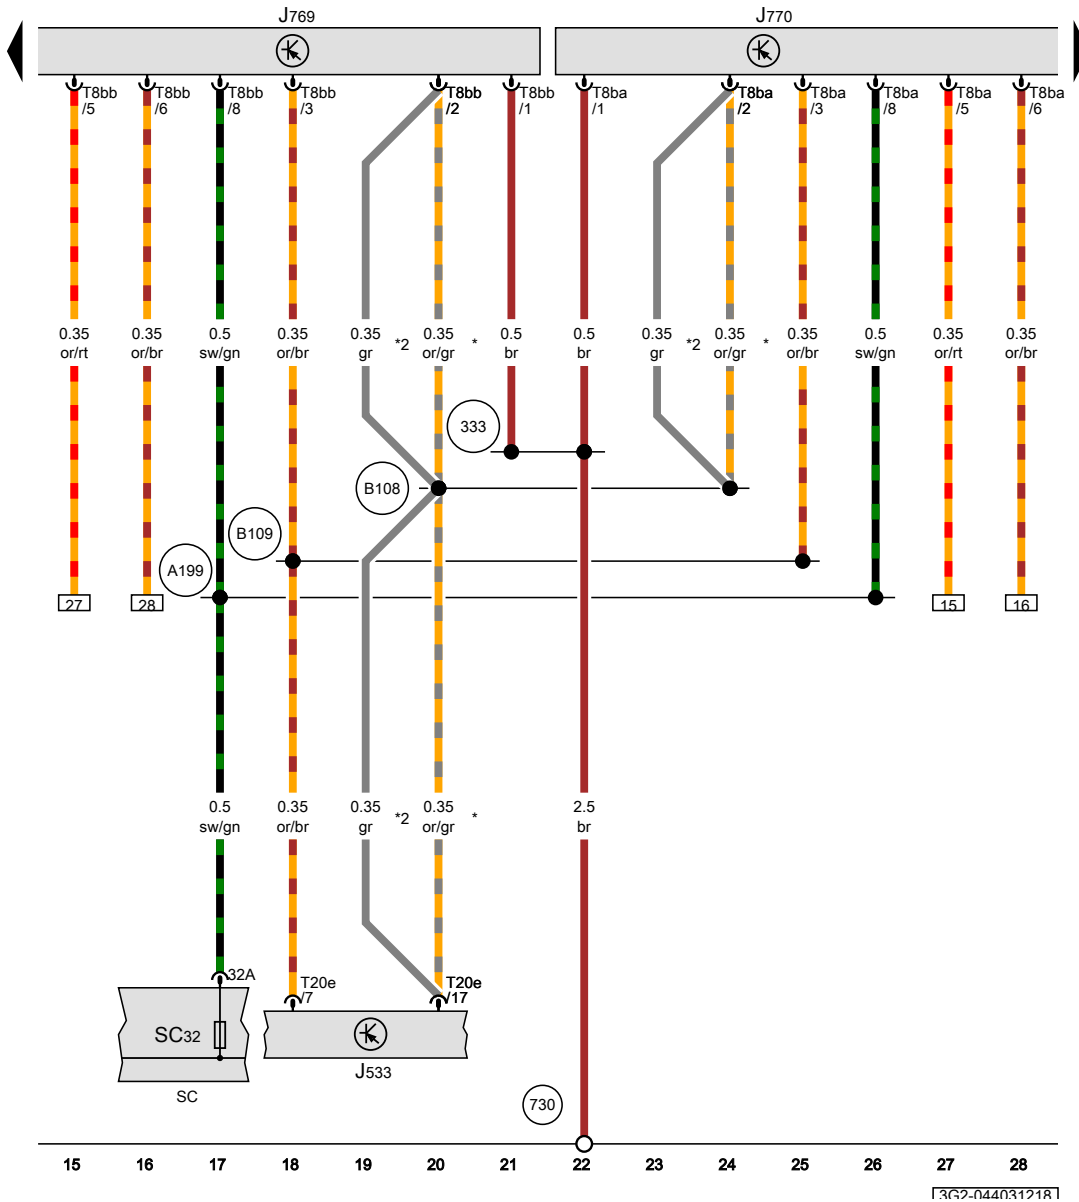 J769 J770
T8bb T8bb T8bb T8bb T8bb T8bb T8ba T8ba T8ba T8ba T8ba T8ba
/5 /6 /8 /3 /2 /1 /1 /2 /3 /8 /5 /6
0.35 0.35 0.5 0.35 0.35 *2 0.35 * 0.5 0.5 0.35 *2 0.35 * 0.35 0.5 0.35 0.35
or/rt or/br sw/gn or/br gr or/gr br br gr or/gr or/br sw/gn or/rt or/br
333
B108
B109
A199
27 28 15 16
0.5 0.35 0.35 *2 0.35 * 2.5
sw/gn or/br gr or/gr br
32A T20e T20e
/7 /17
SC32
J533
SC
730
15 16 17 18 19 20 21 22 23 24 25 26 27 28
3G2-044031218